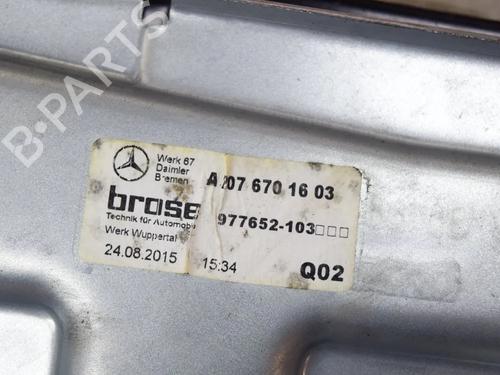 B-PARTS
Werk 67
Daimler
Bremen
A 207 670 16 03
brose
Technik für Automobi
977652-103□□□
Werk Wuppertal
24.08.2015 15:34 Q02